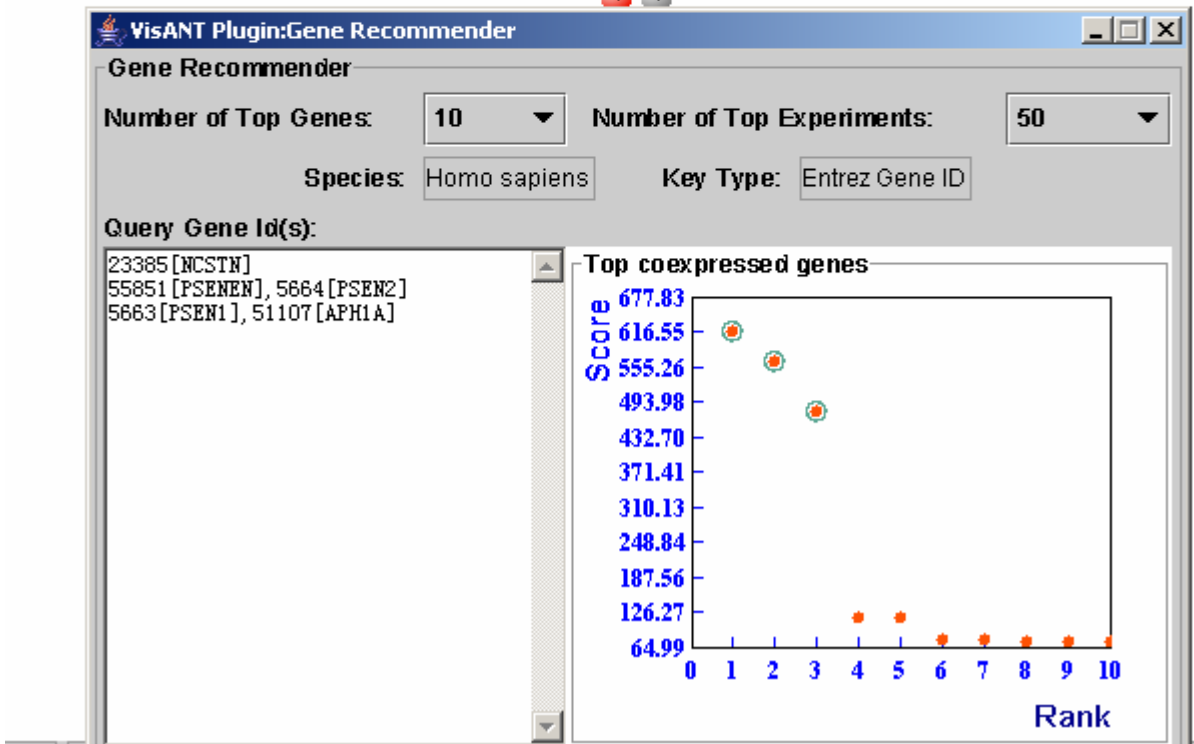 VisANT Plugin:Gene Recommender
Gene Recommender
Number of Top Genes: 10 Number of Top Experiments: 50
Species: Homo sapiens Key Type: Entrez Gene ID
Query Gene Id(s):
23385[NCSTN]
55851[PSENEN],5664[PSEN2]
5663[PSEN1],51107[APH1A]
Top coexpressed genes
Score
677.83
616.55
555.26
493.98
432.70
371.41
310.13
248.84
187.56
126.27
64.99
0 1 2 3 4 5 6 7 8 9 10
Rank